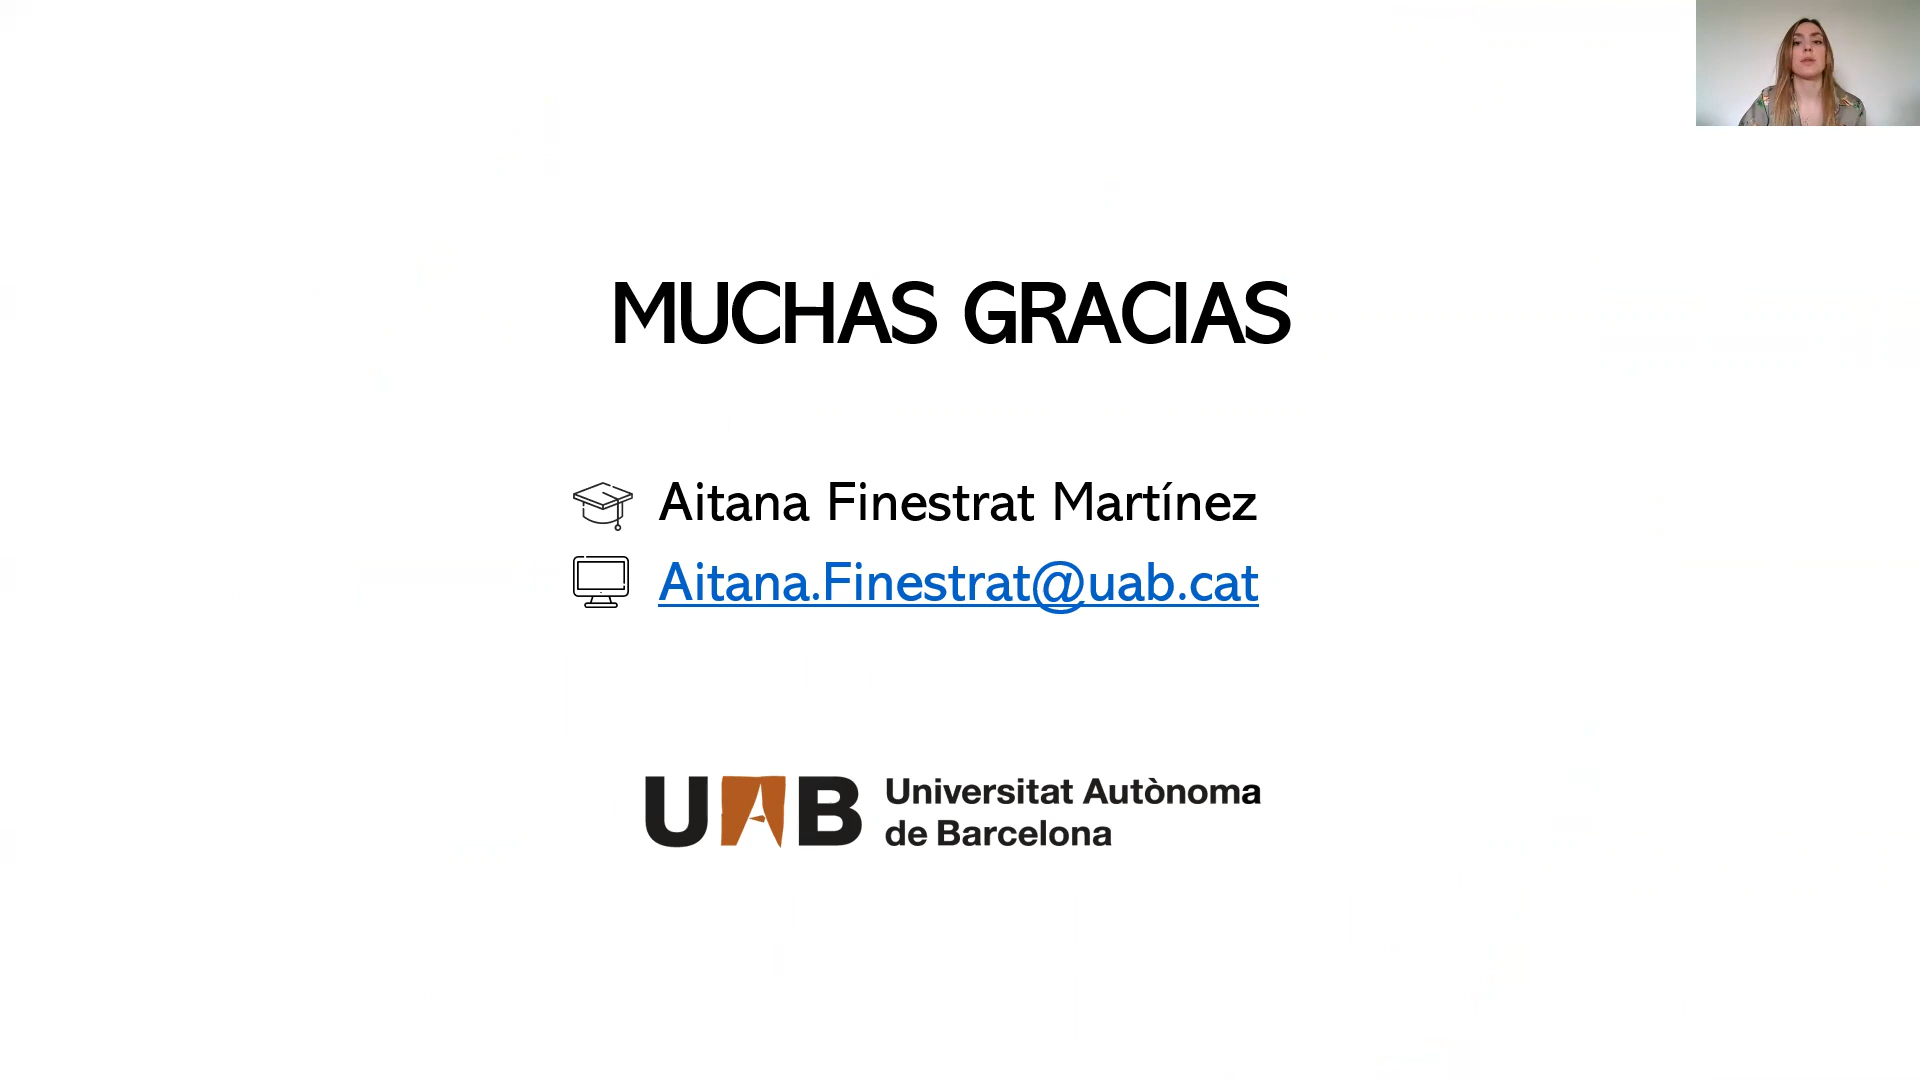 MUCHAS GRACIAS
Aitana Finestrat Martínez
Aitana.Finestrat@uab.cat
UAB
Universitat Autònoma
de Barcelona